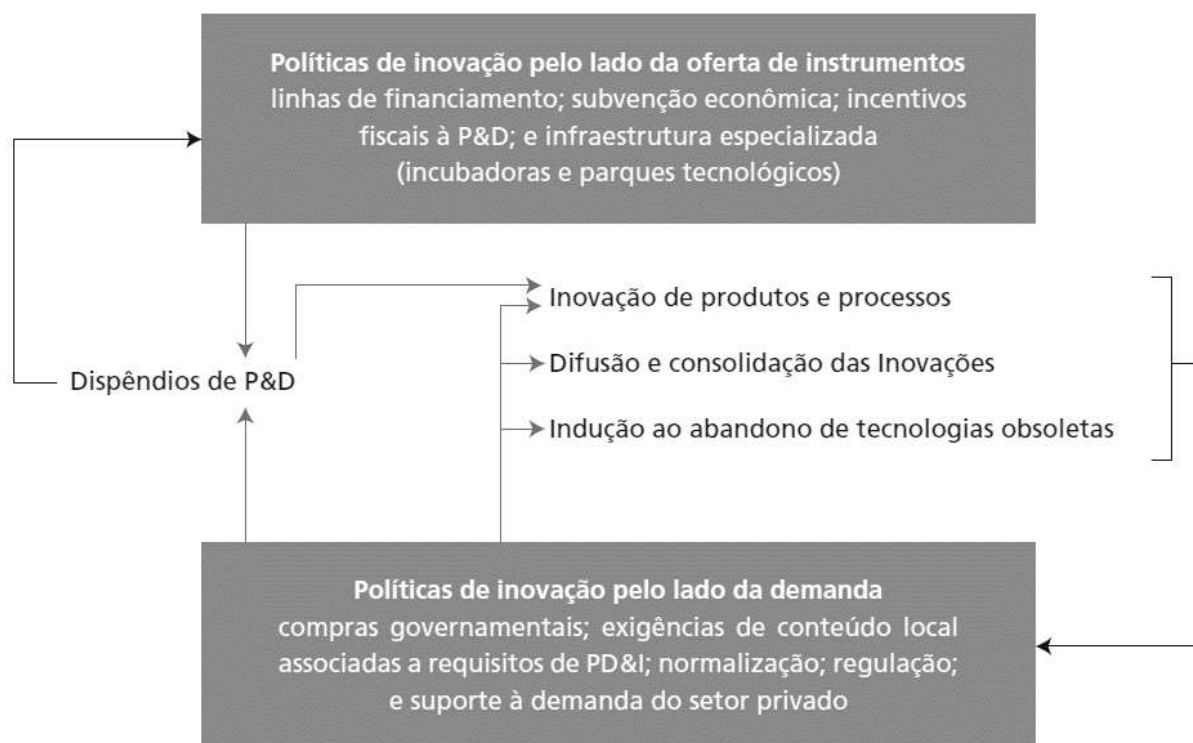 Políticas de inovação pelo lado da oferta de instrumentos
linhas de financiamento; subvenção econômica; incentivos
fiscais à P&D; e infraestrutura especializada
(incubadoras e parques tecnológicos)
Inovação de produtos e processos
Dispêndios de P&D
Difusão e consolidação das Inovações
Indução ao abandono de tecnologias obsoletas
Políticas de inovação pelo lado da demanda
compras governamentais; exigências de conteúdo local
associadas a requisitos de PD&I; normalização; regulação;
e suporte à demanda do setor privado